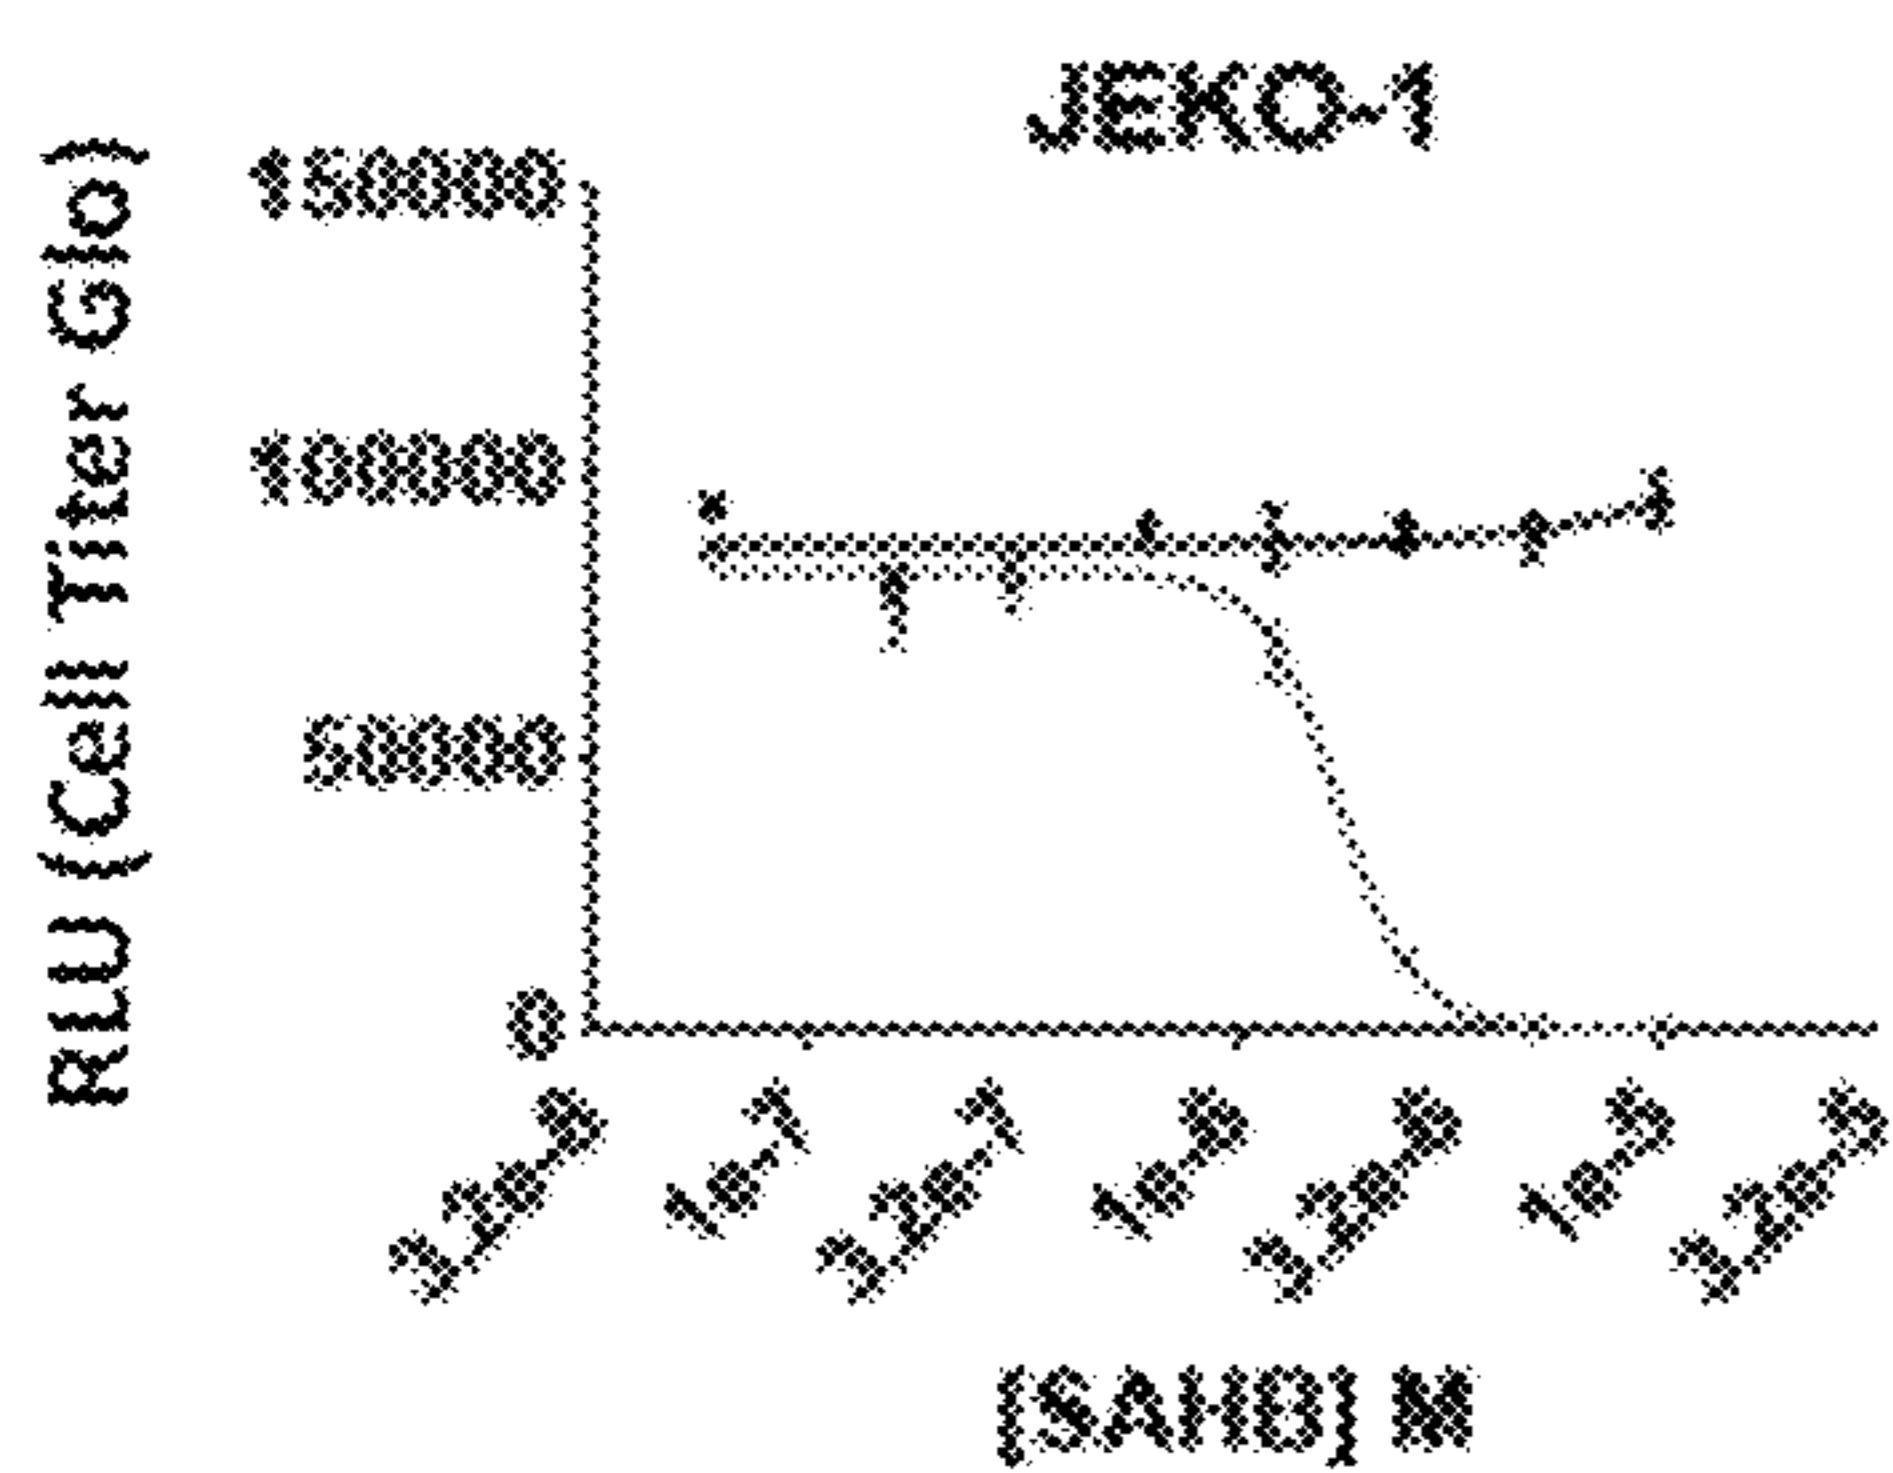 JEKO-1
RLU (Cell Titer Glo)
150000
100000
50000
0
3.2e-8
1e-7
3.2e-7
1e-6
3.2e-6
1e-5
3.2e-5
[SAHB] M